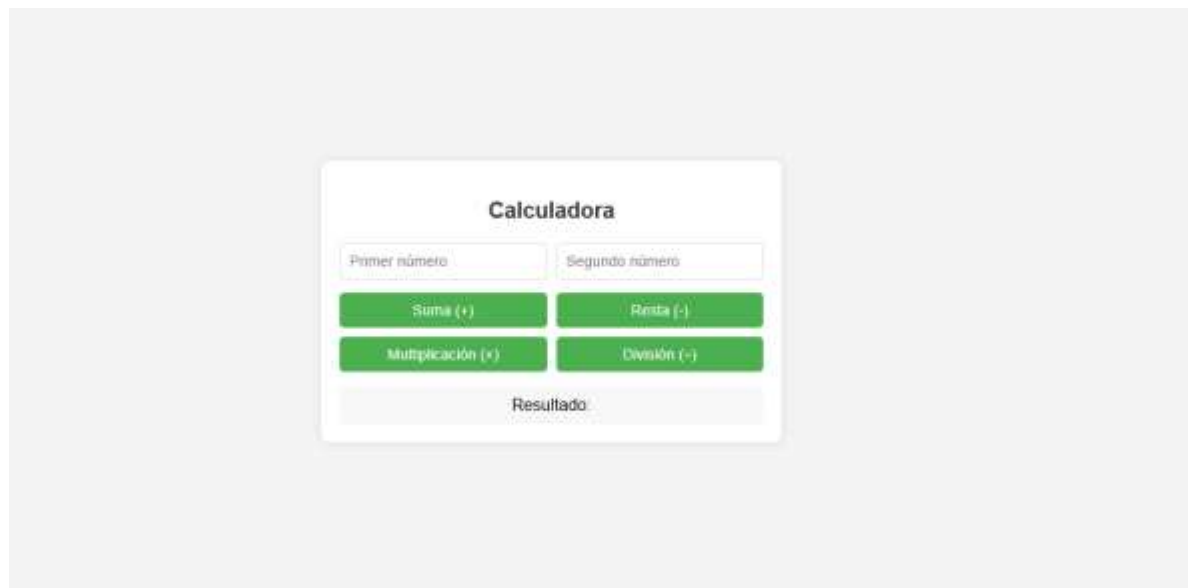 Calculadora
Primer número Segundo número
Suma (+) Resta (-)
Multiplicación (×) División (÷)
Resultado: